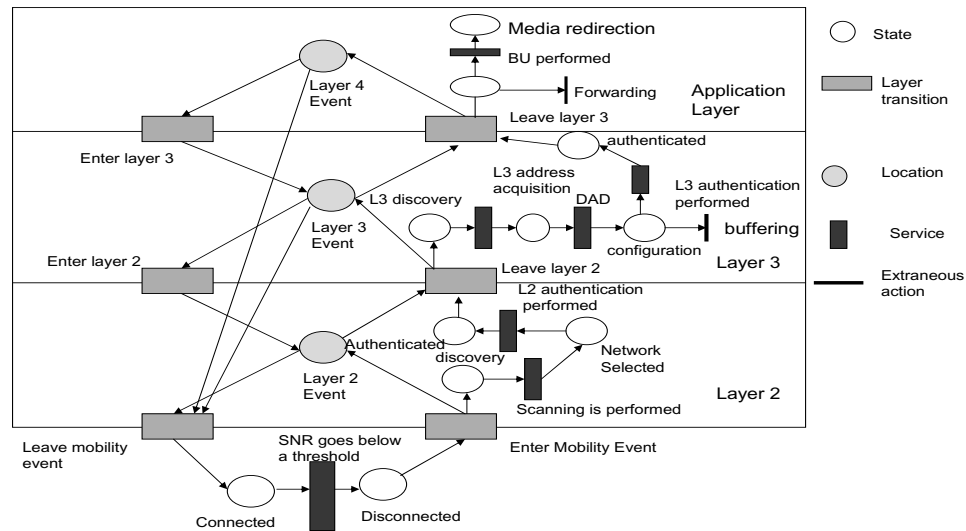 Media redirection
BU performed
Layer 4
Event
Forwarding
Application
Layer
Leave layer 3
Enter layer 3
authenticated
L3 address
acquisition
DAD
L3 authentication
performed
L3 discovery
Layer 3
Event
configuration
buffering
Enter layer 2
Leave layer 2
Layer 3
L2 authentication
performed
Authenticated
discovery
Network
Selected
Layer 2
Event
Layer 2
Scanning is performed
Leave mobility
event
SNR goes below
a threshold
Enter Mobility Event
Connected
Disconnected
State
Layer
transition
Location
Service
Extraneous
action